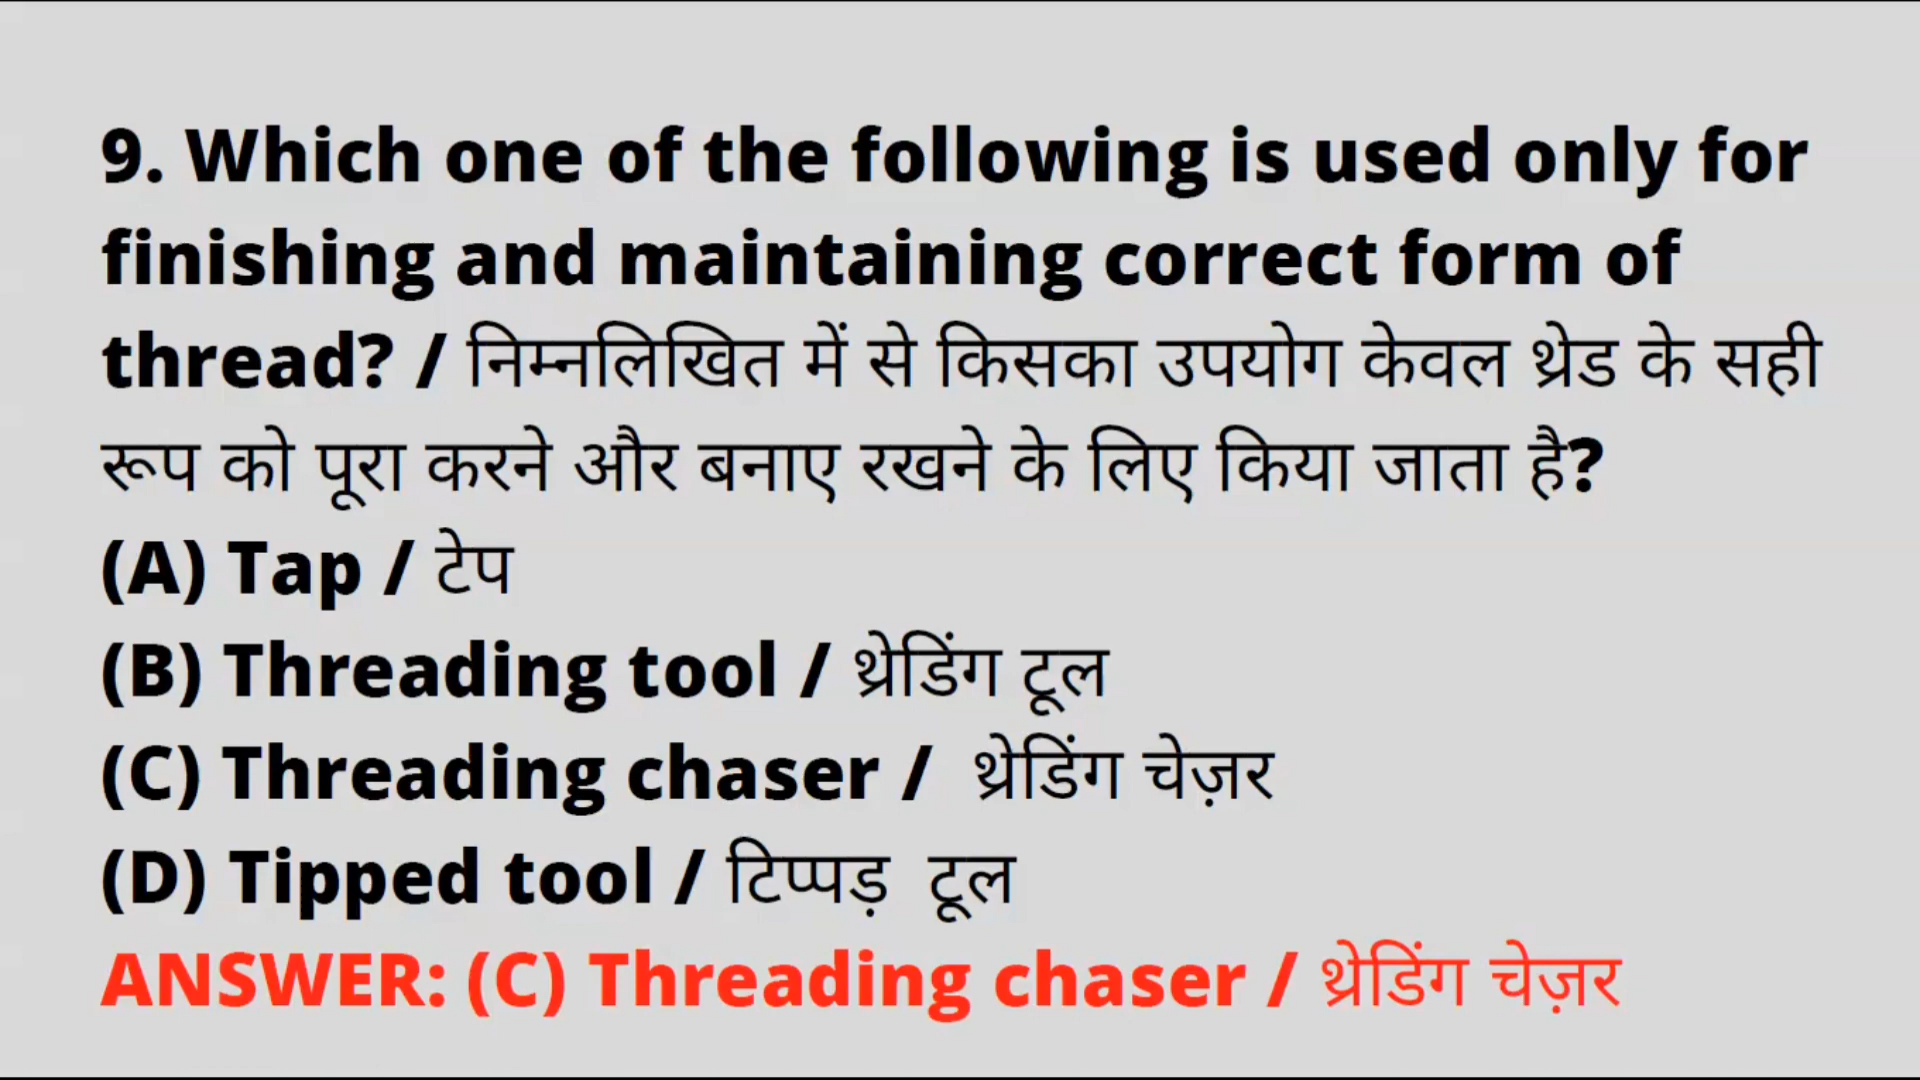 9. Which one of the following is used only for
finishing and maintaining correct form of
thread? / निम्नलिखित में से किसका उपयोग केवल थ्रेड के सही
रूप को पूरा करने और बनाए रखने के लिए किया जाता है?
(A) Tap / टेप
(B) Threading tool / थ्रेडिंग टूल
(C) Threading chaser / थ्रेडिंग चेज़र
(D) Tipped tool / टिप्पड़ टूल
ANSWER: (C) Threading chaser / थ्रेडिंग चेज़र